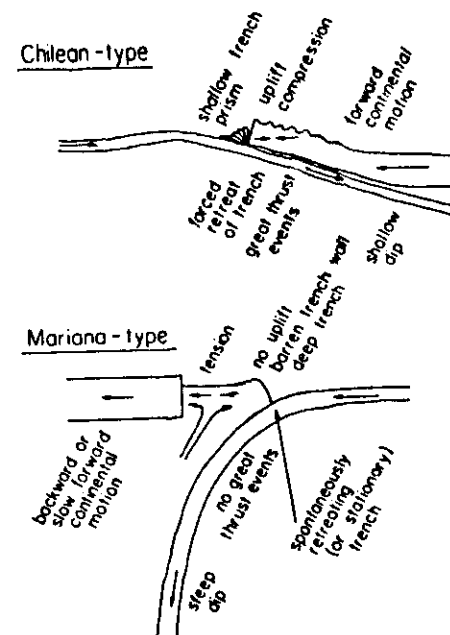 Chilean-type
shallow trench
prism
uplift
compression
forward
continental
motion
forced
retreat
of trench
great thrust
events
shallow
dip
Mariana-type
tension
no uplift
barren trench wall
deep trench
backward or
slow forward
continental
motion
no great
thrust events
spontaneously
retreating
(or stationary)
trench
steep
dip